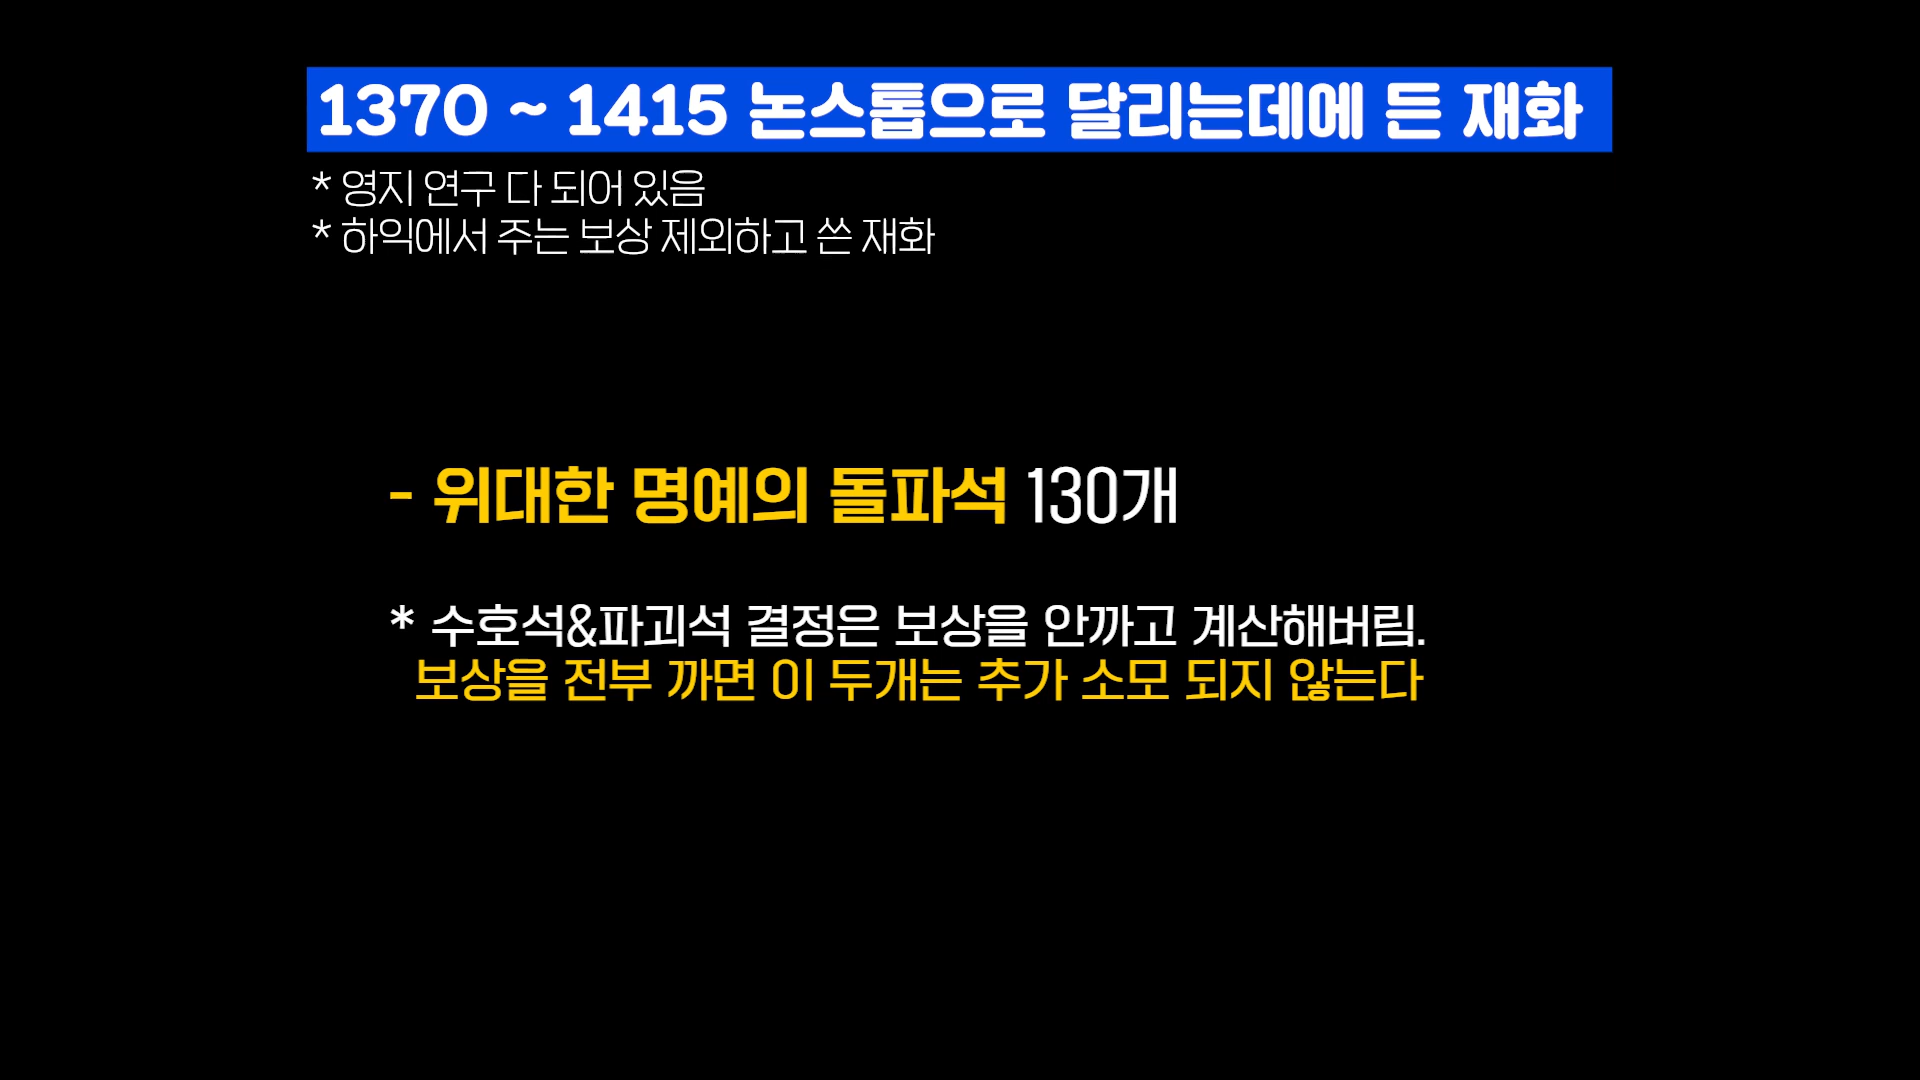 1370 ~ 1415 논스톱으로 달리는데에 든 재화
* 영지 연구 다 되어 있음
* 하익에서 주는 보상 제외하고 쓴 재화
- 위대한 명예의 돌파석 130개
* 수호석&파괴석 결정은 보상을 안까고 계산해버림.
보상을 전부 까면 이 두개는 추가 소모 되지 않는다